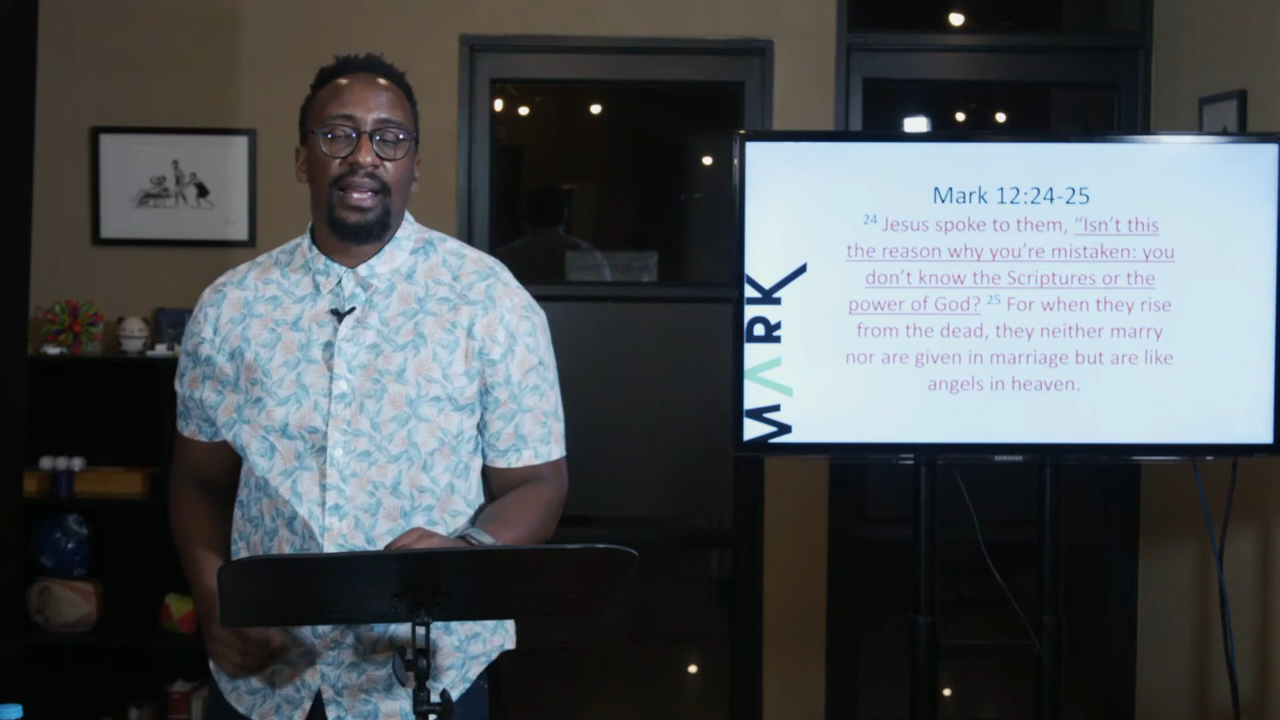 Mark 12:24-25
24 Jesus spoke to them, “Isn’t this
the reason why you’re mistaken: you
don’t know the Scriptures or the
power of God? 25 For when they rise
from the dead, they neither marry
nor are given in marriage but are like
angels in heaven.
MARK
SAMSUNG